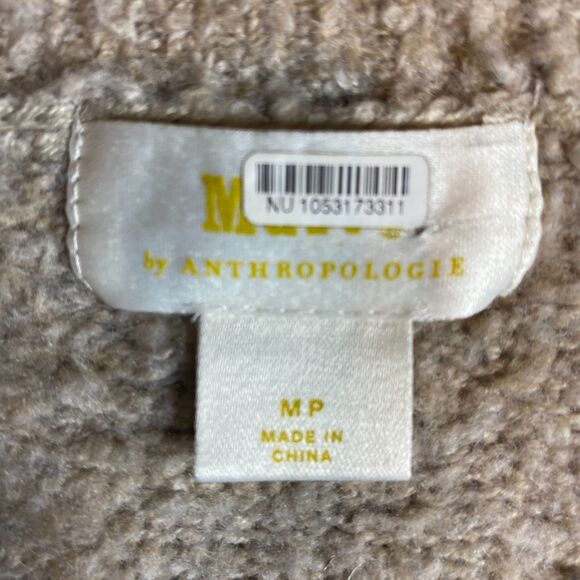 NU 1053173311
by ANTHROPOLOGIE
MP
MADE IN
CHINA